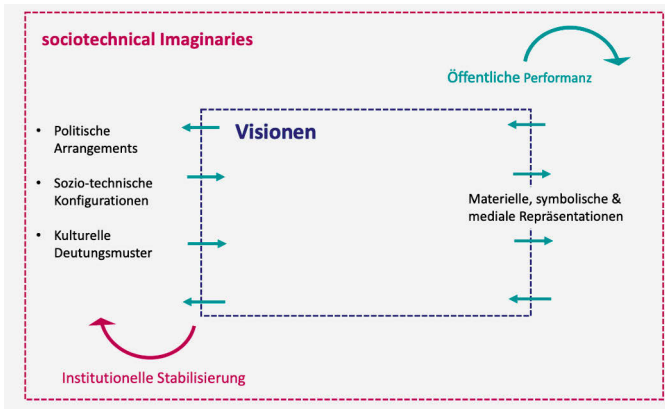 sociotechnical Imaginaries
Öffentliche Performanz
• Politische
Arrangements
• Sozio-technische
Konfigurationen
• Kulturelle
Deutungsmuster
Visionen
Materielle, symbolische &
mediale Repräsentationen
Institutionelle Stabilisierung